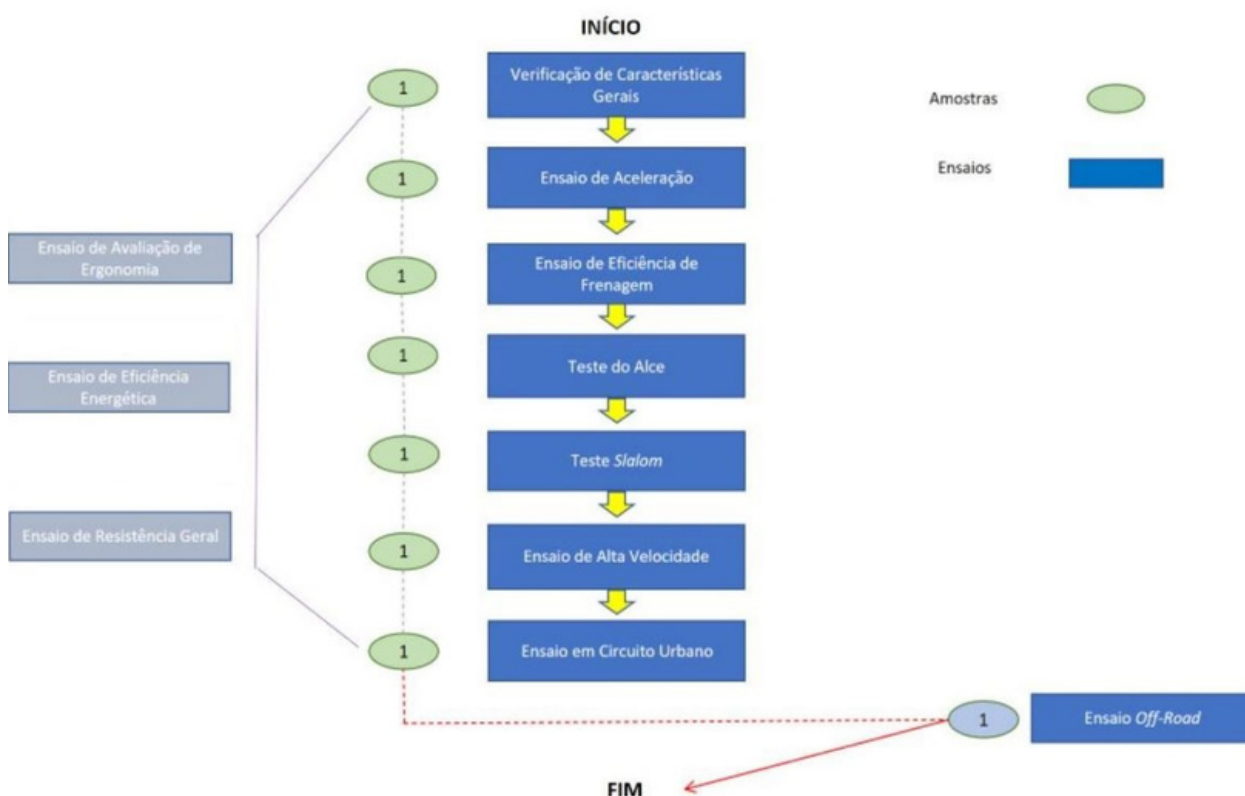 INÍCIO
1
Verificação de Características
Gerais
Amostras
1
Ensaio de Aceleração
Ensaios
Ensaio de Avaliação de
Ergonomia
1
Ensaio de Eficiência de
Frenagem
1
Teste do Alce
Ensaio de Eficiência
Energética
1
Teste Slalom
Ensaio de Resistência Geral
1
Ensaio de Alta Velocidade
1
Ensaio em Circuito Urbano
1
Ensaio Off-Road
FIM